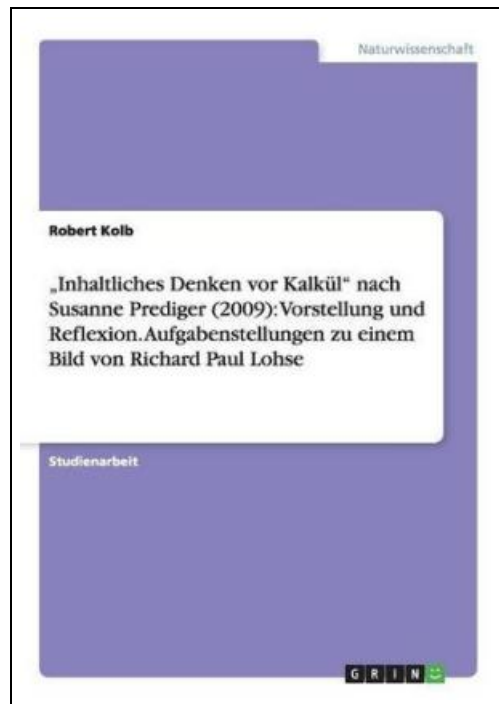 Naturwissenschaft
Robert Kolb
„Inhaltliches Denken vor Kalkül“ nach
Susanne Prediger (2009): Vorstellung und
Reflexion. Aufgabenstellungen zu einem
Bild von Richard Paul Lohse
Studienarbeit
GRIN